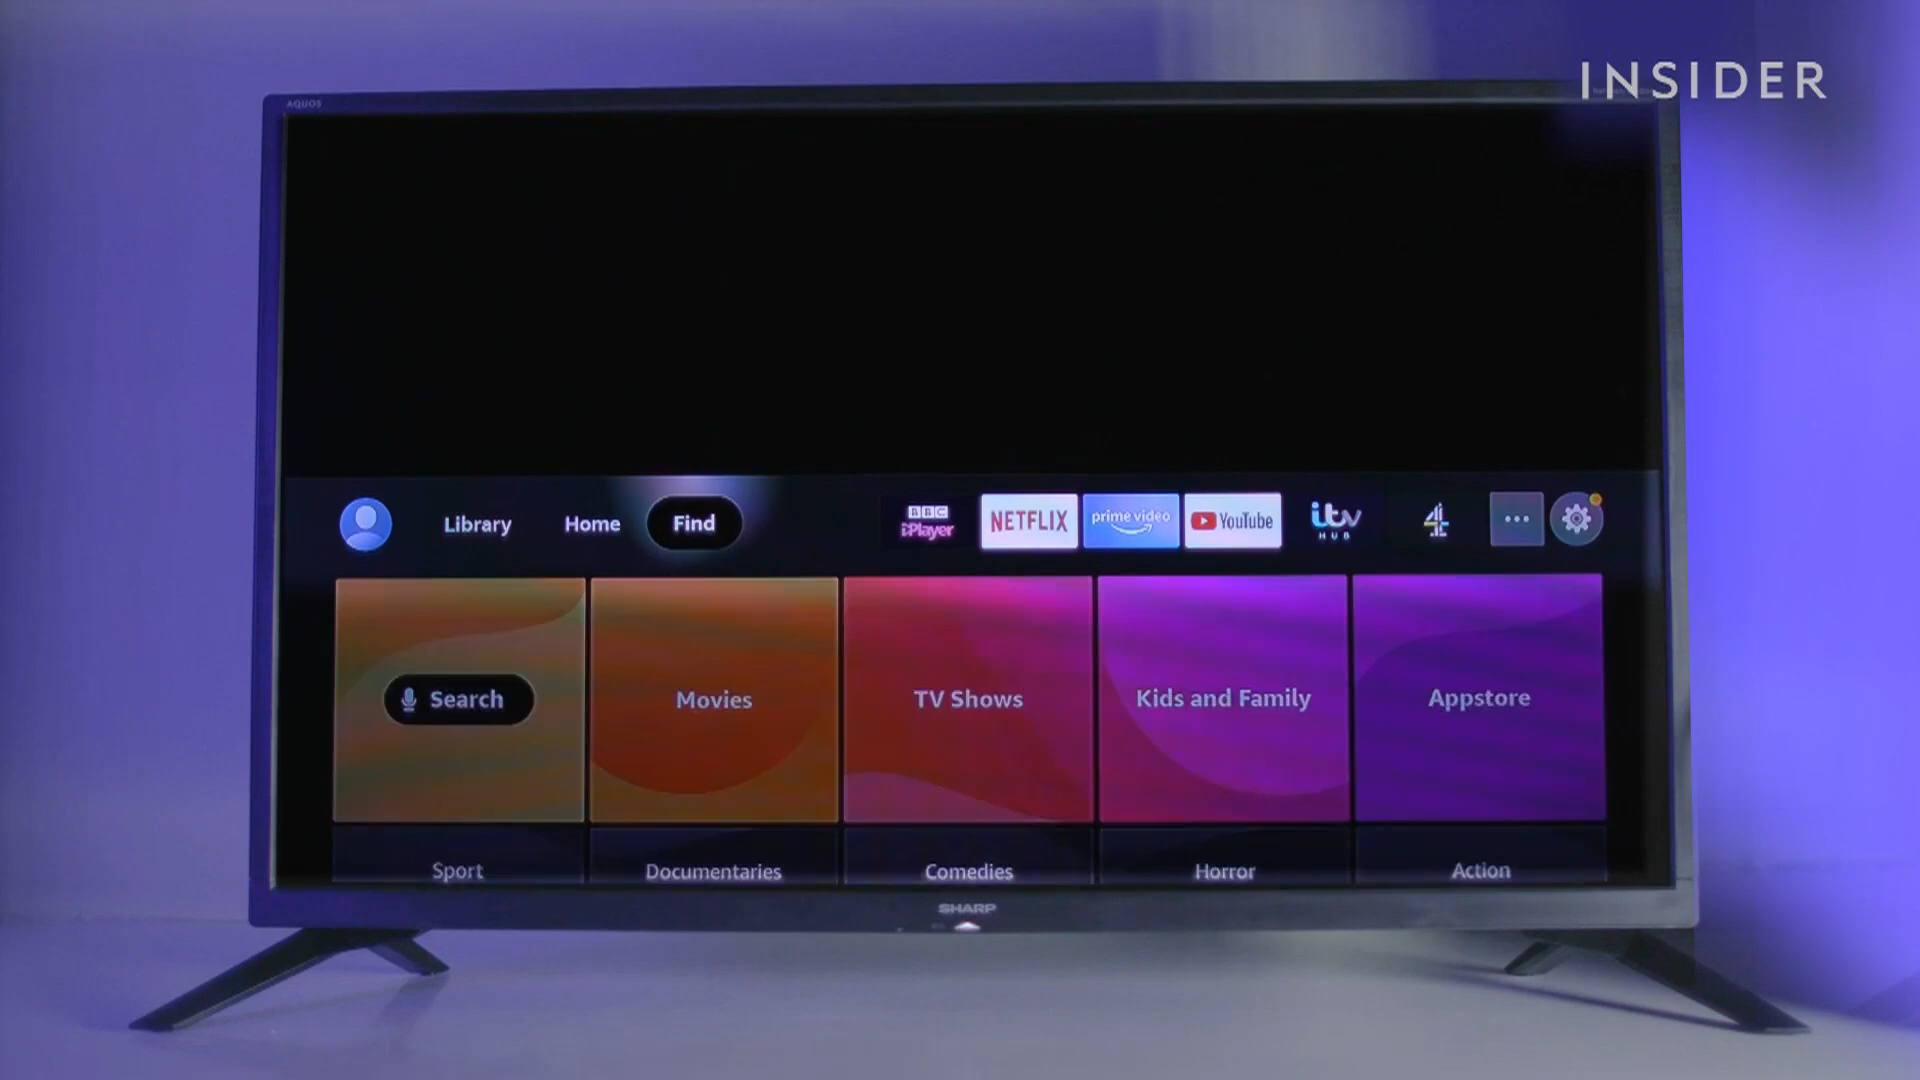 INSIDER
AQUOS
Library Home Find BBC iPlayer NETFLIX prime video YouTube itv HUB 4
Search Movies TV Shows Kids and Family Appstore
Sport Documentaries Comedies Horror Action
SHARP